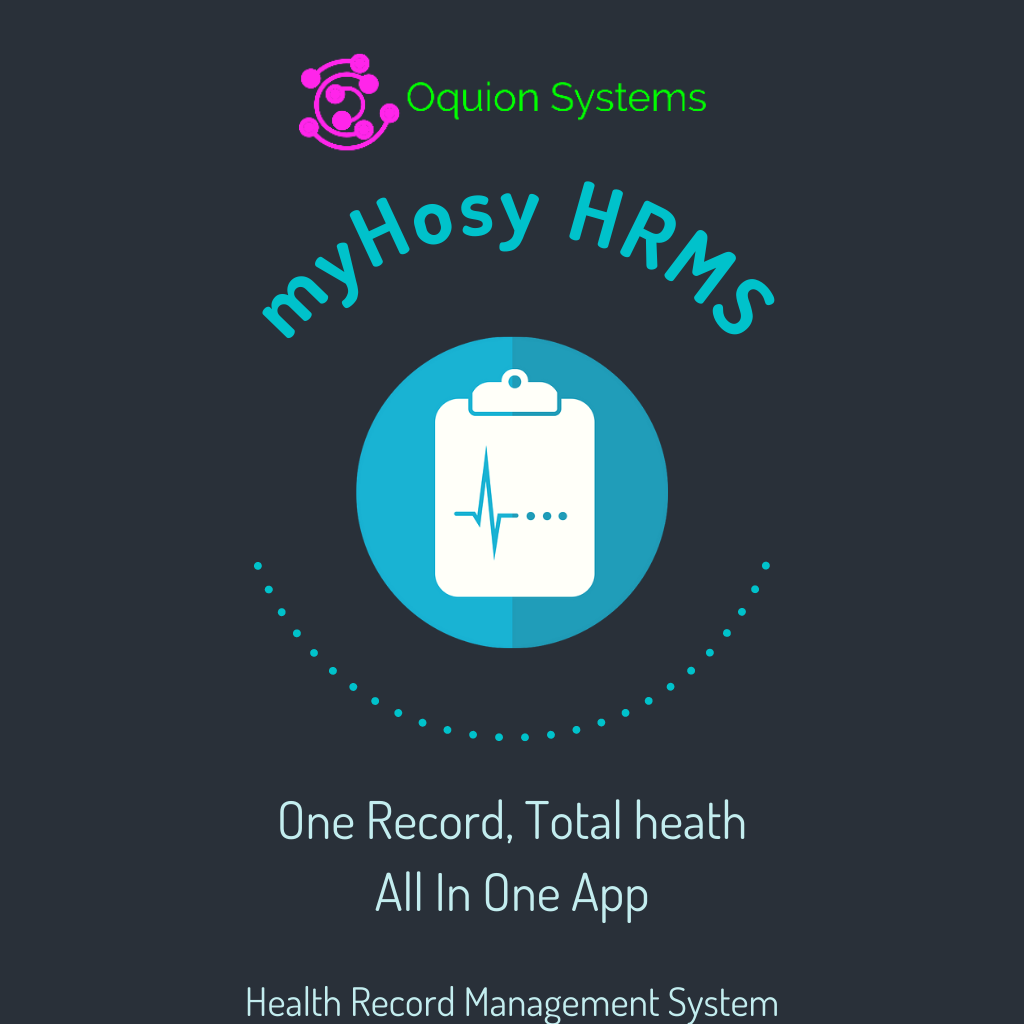 Oquion Systems
myHosy HRMS
One Record, Total heath
All In One App
Health Record Management System